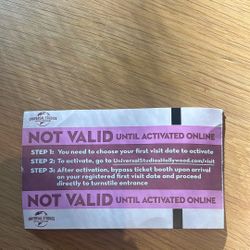 NOT VALID UNTIL ACTIVATED ONLINE
STEP 1: You need to choose your first visit date to activate
STEP 2: To activate, go to UniversalStudiosHollywood.com/visit
STEP 3: After activation, bypass ticket booth upon arrival
on your registered first visit date and proceed
directly to turnstile entrance
NOT VALID UNTIL ACTIVATED ONLINE